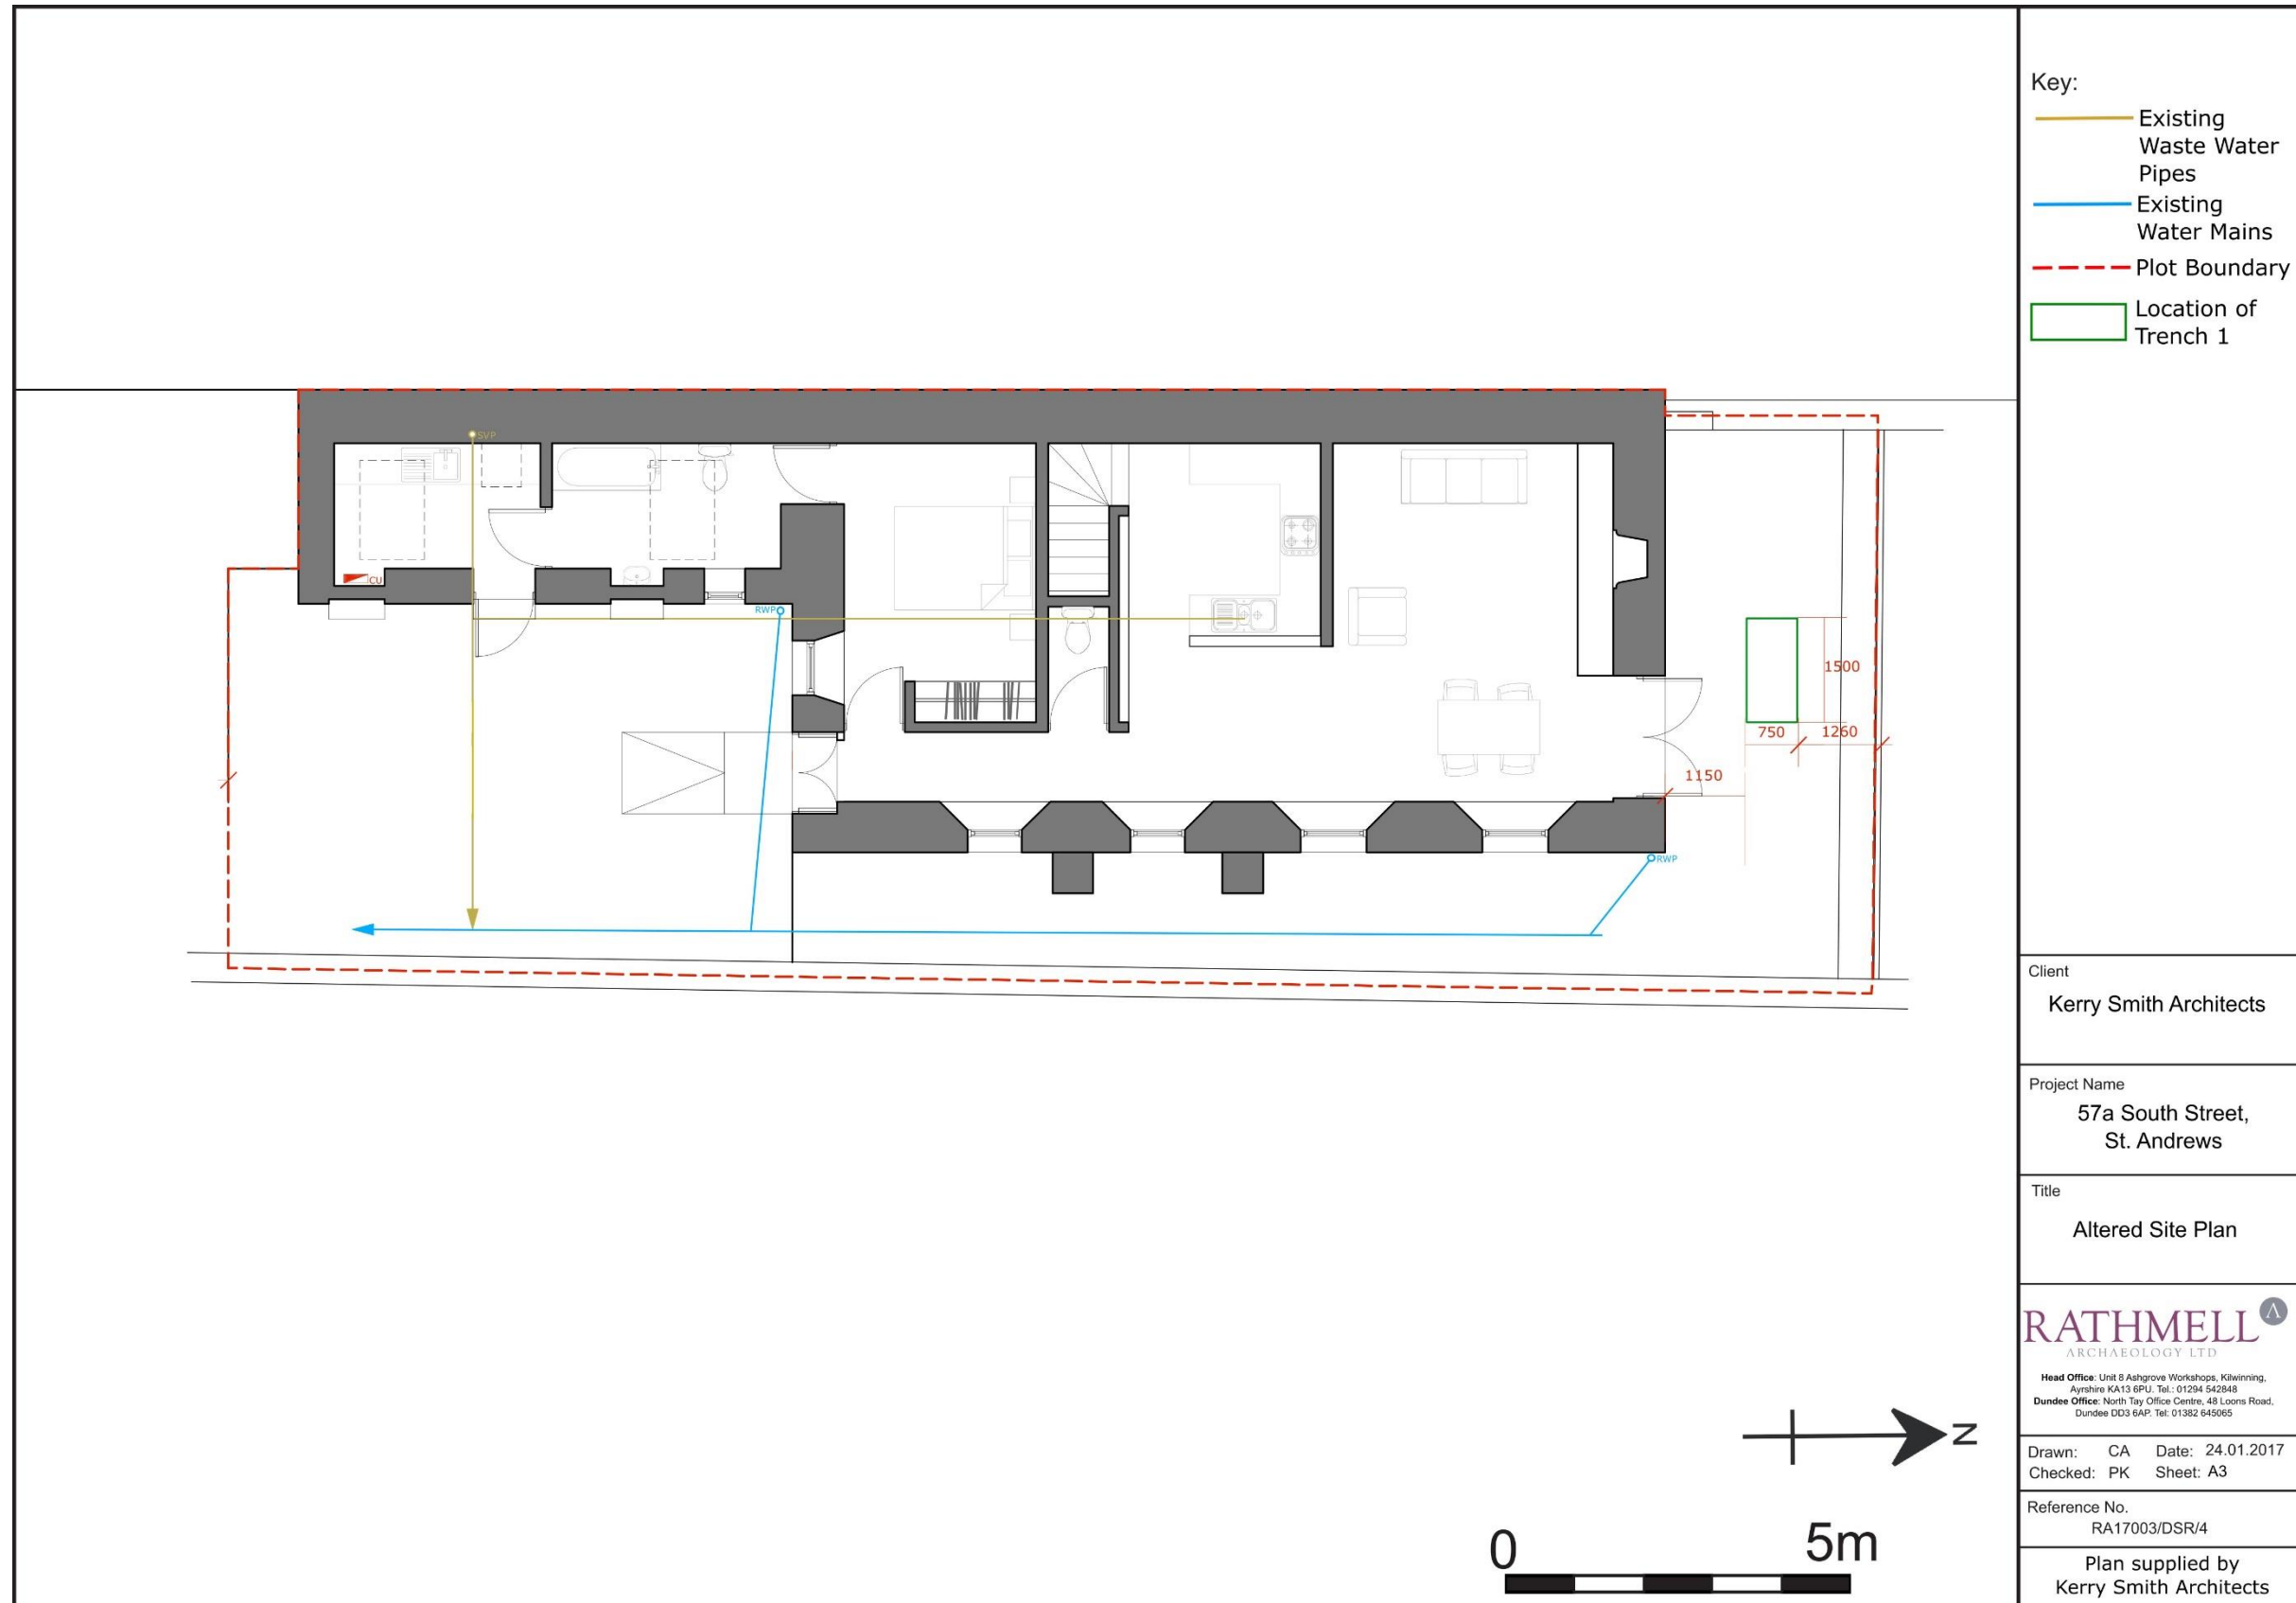 Key:
Existing
Waste Water
Pipes
Existing
Water Mains
Plot Boundary
Location of
Trench 1
SVP
CU
RWP
RWP
1500
750
1260
1150
N
0
5m
Client
Kerry Smith Architects
Project Name
57a South Street,
St. Andrews
Title
Altered Site Plan
RATHMELL
ARCHAEOLOGY LTD
Head Office: Unit 8 Ashgrove Workshops, Kilwinning,
Ayrshire KA13 6PU. Tel.: 01294 542848
Dundee Office: North Tay Office Centre, 48 Loons Road,
Dundee DD3 6AP. Tel: 01382 645065
Drawn: CA Date: 24.01.2017
Checked: PK Sheet: A3
Reference No.
RA17003/DSR/4
Plan supplied by
Kerry Smith Architects